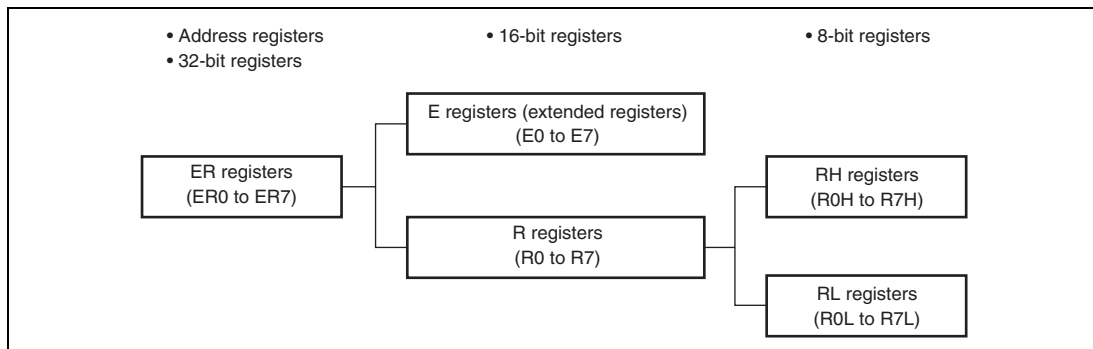 • Address registers
• 32-bit registers
• 16-bit registers
• 8-bit registers
E registers (extended registers)
(E0 to E7)
ER registers
(ER0 to ER7)
R registers
(R0 to R7)
RH registers
(R0H to R7H)
RL registers
(R0L to R7L)